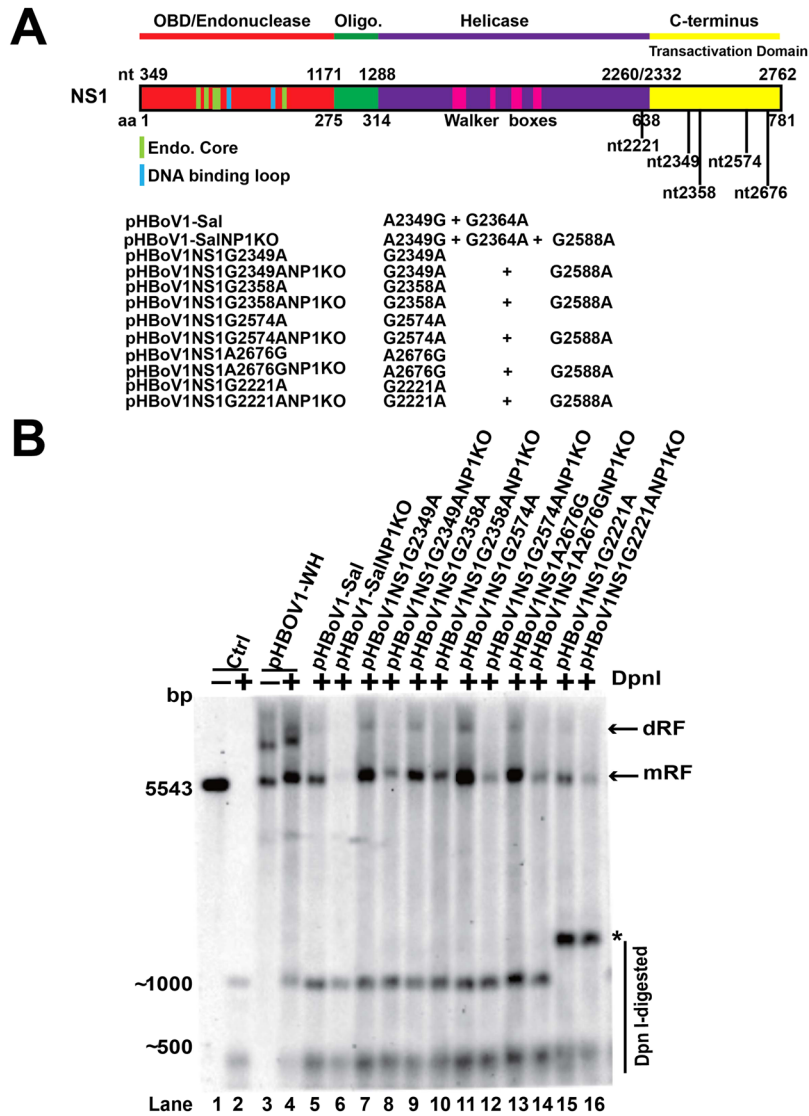 A
OBD/Endonuclease Oligo. Helicase C-terminus
Transactivation Domain
nt 349 1171 1288 2260/2332 2762
NS1
aa 1 275 314 Walker boxes 638 781
nt2221
Endo. Core
nt2349 nt2574
DNA binding loop
nt2358 nt2676
pHBoV1-Sal A2349G + G2364A
pHBoV1-SalNP1KO A2349G + G2364A + G2588A
pHBoV1NS1G2349A G2349A
pHBoV1NS1G2349ANP1KO G2349A + G2588A
pHBoV1NS1G2358A G2358A
pHBoV1NS1G2358ANP1KO G2358A + G2588A
pHBoV1NS1G2574A G2574A
pHBoV1NS1G2574ANP1KO G2574A + G2588A
pHBoV1NS1A2676G A2676G
pHBoV1NS1A2676GNP1KO A2676G + G2588A
pHBoV1NS1G2221A G2221A
pHBoV1NS1G2221ANP1KO G2221A + G2588A
B
Ctrl
pHBOV1-WH
pHBoV1-Sal
pHBoV1-SalNP1KO
pHBoV1NS1G2349A
pHBoV1NS1G2349ANP1KO
pHBoV1NS1G2358A
pHBoV1NS1G2358ANP1KO
pHBoV1NS1G2574A
pHBoV1NS1G2574ANP1KO
pHBoV1NS1A2676G
pHBoV1NS1A2676GNP1KO
pHBoV1NS1G2221A
pHBoV1NS1G2221ANP1KO
− + − + + + + + + + + + + + + + DpnI
bp
dRF
mRF
5543
*
~1000
Dpn I-digested
~500
Lane 1 2 3 4 5 6 7 8 9 10 11 12 13 14 15 16